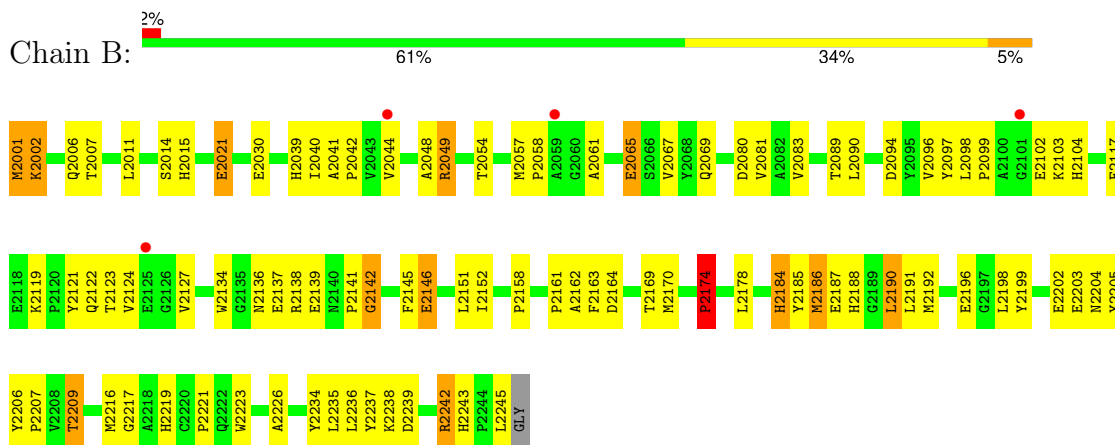 2%
Chain B:
61% 34% 5%
M2001 K2002 Q2006 T2007 L2011 S2014 H2015 E2021 E2030 H2039 I2040 A2041 P2042 V2043 V2044 A2048 R2049 T2054 M2057 P2058 A2059 G2060 A2061 E2065 S2066 V2067 Y2068 Q2069 D2080 V2081 A2082 V2083 T2089 L2090 D2094 Y2095 V2096 Y2097 L2098 P2099 A2100 G2101 E2102 K2103 H2104 E2117
E2118 K2119 P2120 Y2121 Q2122 T2123 V2124 E2125 G2126 V2127 W2134 G2135 N2136 E2137 R2138 E2139 N2140 P2141 G2142 F2145 E2146 L2151 I2152 P2158 P2161 A2162 F2163 D2164 T2169 M2170 P2174 L2178 H2184 Y2185 M2186 E2187 H2188 G2189 L2190 L2191 M2192 E2196 G2197 L2198 Y2199 E2202 E2203 N2204 Y2205
Y2206 P2207 V2208 T2209 M2216 G2217 A2218 H2219 C2220 P2221 Q2222 W2223 A2226 Y2234 L2235 L2236 Y2237 K2238 D2239 R2242 H2243 P2244 L2245 GLY